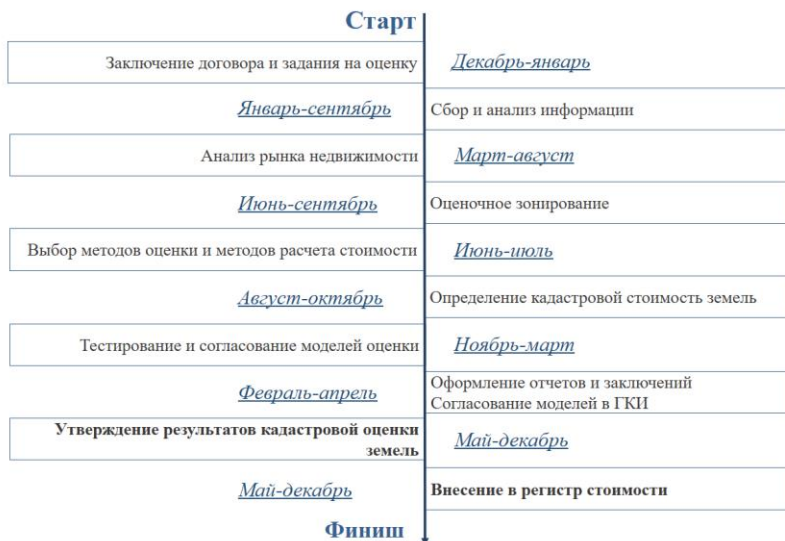 Старт
Заключение договора и задания на оценку
Декабрь-январь
Январь-сентябрь
Сбор и анализ информации
Анализ рынка недвижимости
Март-август
Июнь-сентябрь
Оценочное зонирование
Выбор методов оценки и методов расчета стоимости
Июнь-июль
Август-октябрь
Определение кадастровой стоимость земель
Тестирование и согласование моделей оценки
Ноябрь-март
Февраль-апрель
Оформление отчетов и заключений
Согласование моделей в ГКИ
Утверждение результатов кадастровой оценки
земель
Май-декабрь
Май-декабрь
Внесение в регистр стоимости
Финиш